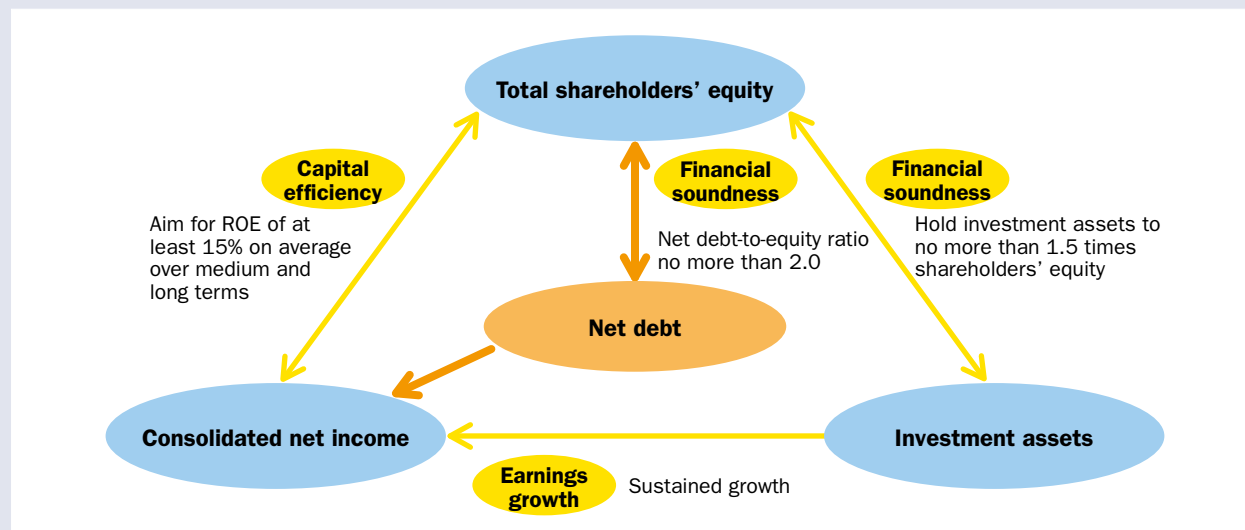 Total shareholders’ equity
Capital
efficiency
Aim for ROE of at
least 15% on average
over medium and
long terms
Financial
soundness
Net debt-to-equity ratio
no more than 2.0
Financial
soundness
Hold investment assets to
no more than 1.5 times
shareholders’ equity
Net debt
Consolidated net income
Investment assets
Earnings
growth
Sustained growth